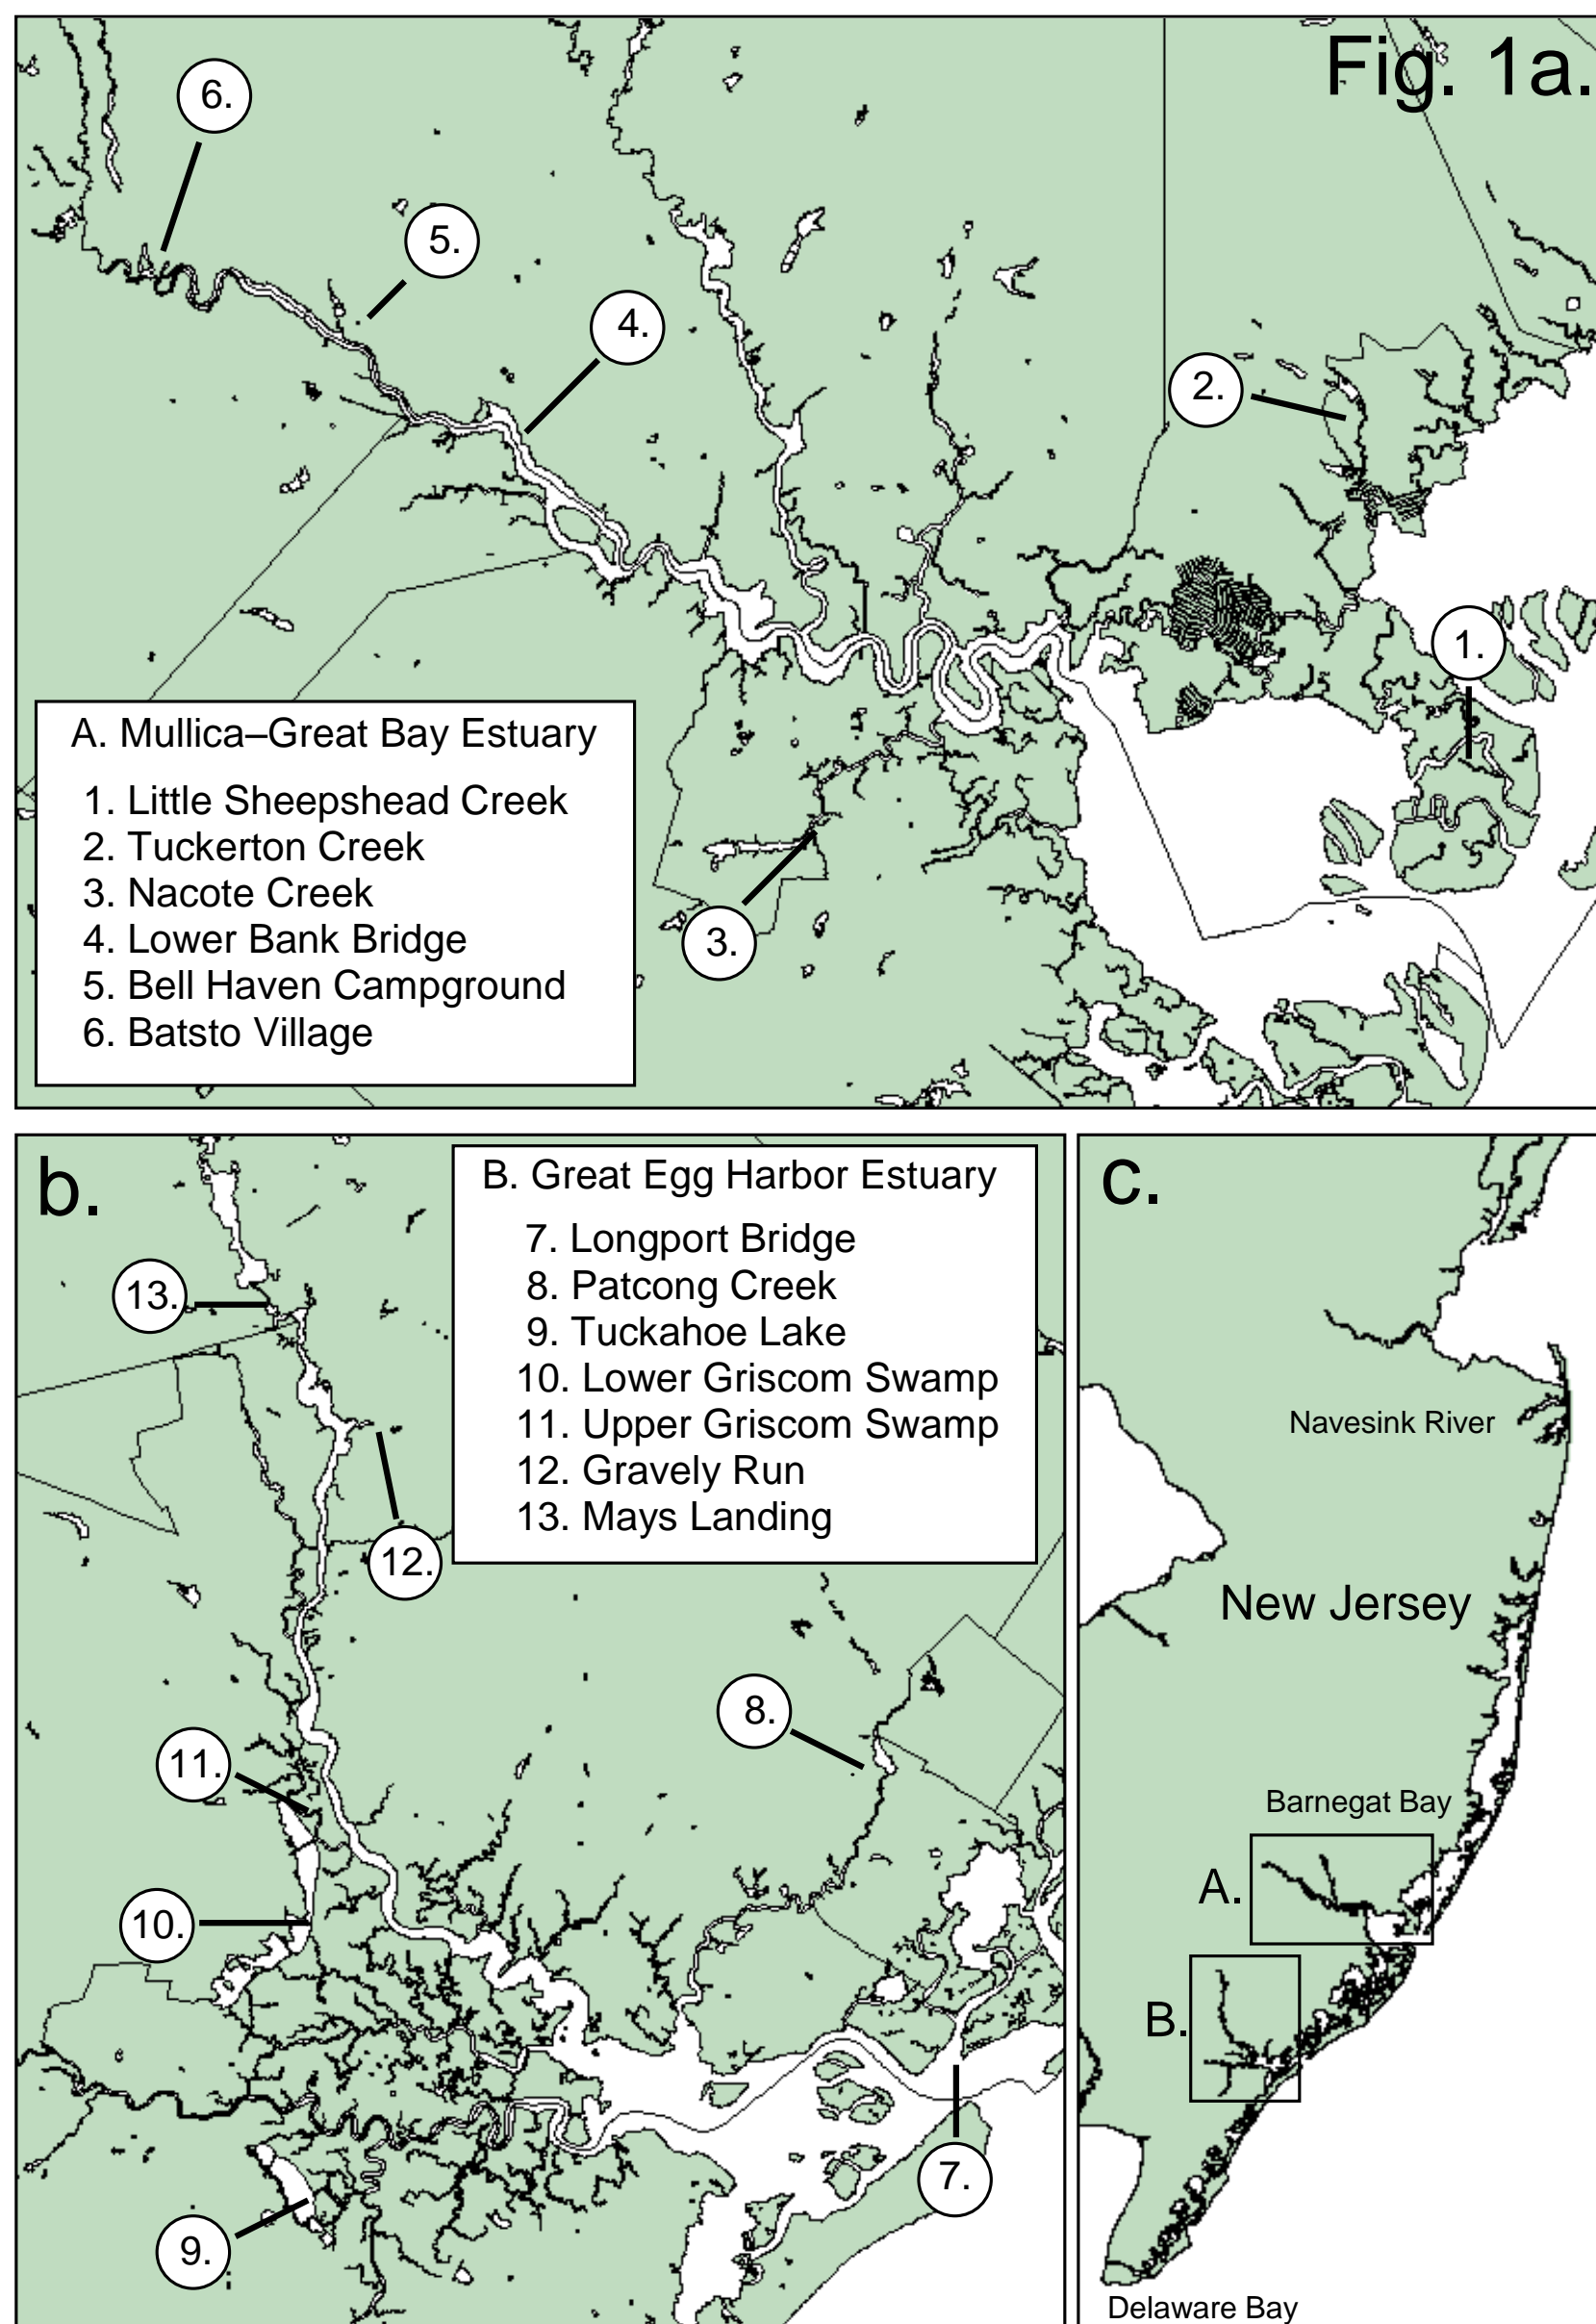 Fig. 1a.
6.
5.
4.
2.
1.
3.
A. Mullica–Great Bay Estuary
1. Little Sheepshead Creek
2. Tuckerton Creek
3. Nacote Creek
4. Lower Bank Bridge
5. Bell Haven Campground
6. Batsto Village
b.
B. Great Egg Harbor Estuary
7. Longport Bridge
8. Patcong Creek
9. Tuckahoe Lake
10. Lower Griscom Swamp
11. Upper Griscom Swamp
12. Gravely Run
13. Mays Landing
13.
12.
8.
11.
10.
7.
9.
c.
Navesink River
New Jersey
Barnegat Bay
A.
B.
Delaware Bay